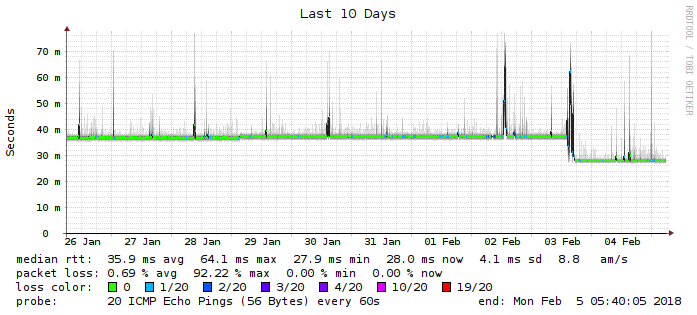 Last 10 Days
RRDTOOL / TOBI OETIKER
Seconds
70 m
60 m
50 m
40 m
30 m
20 m
10 m
0
26 Jan 27 Jan 28 Jan 29 Jan 30 Jan 31 Jan 01 Feb 02 Feb 03 Feb 04 Feb
median rtt: 35.9 ms avg 64.1 ms max 27.9 ms min 28.0 ms now 4.1 ms sd 8.8 am/s
packet loss: 0.69 % avg 92.22 % max 0.00 % min 0.00 % now
loss color: 0 1/20 2/20 3/20 4/20 10/20 19/20
probe: 20 ICMP Echo Pings (56 Bytes) every 60s end: Mon Feb 5 05:40:05 2018